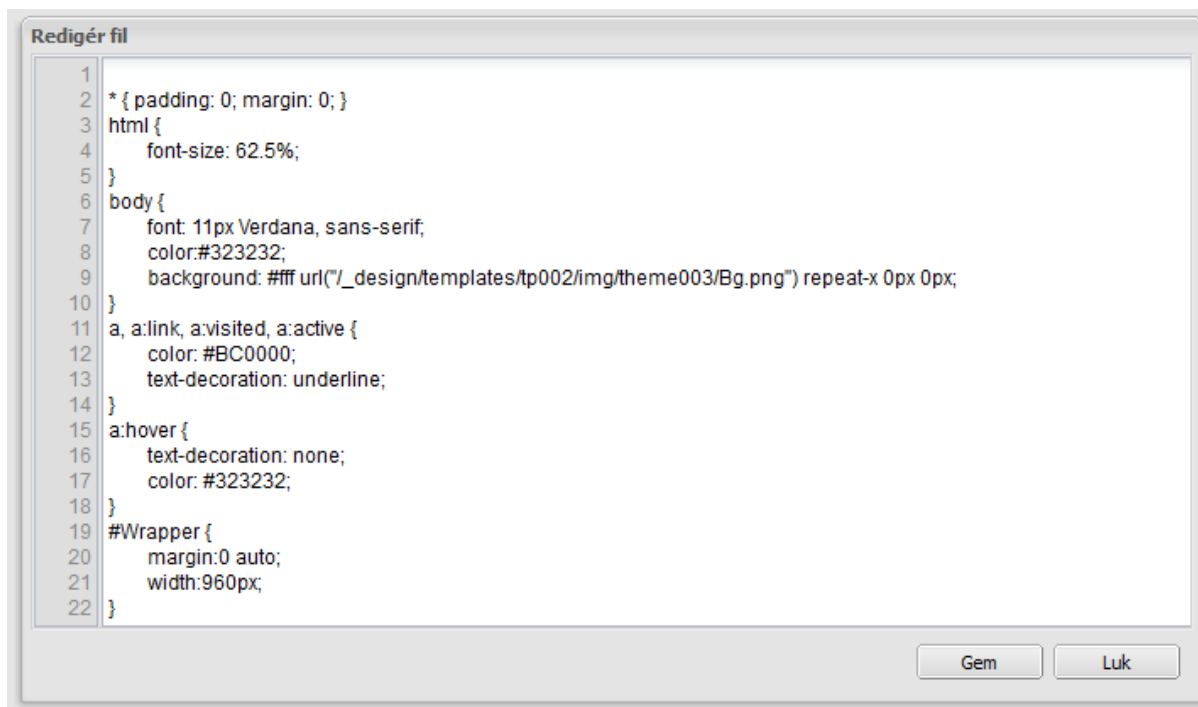 Redigér fil
1
2 * { padding: 0; margin: 0; }
3 html {
4 font-size: 62.5%;
5 }
6 body {
7 font: 11px Verdana, sans-serif;
8 color:#323232;
9 background: #fff url("/_design/templates/tp002/img/theme003/Bg.png") repeat-x 0px 0px;
10 }
11 a, a:link, a:visited, a:active {
12 color: #BC0000;
13 text-decoration: underline;
14 }
15 a:hover {
16 text-decoration: none;
17 color: #323232;
18 }
19 #Wrapper {
20 margin:0 auto;
21 width:960px;
22 }
Gem Luk